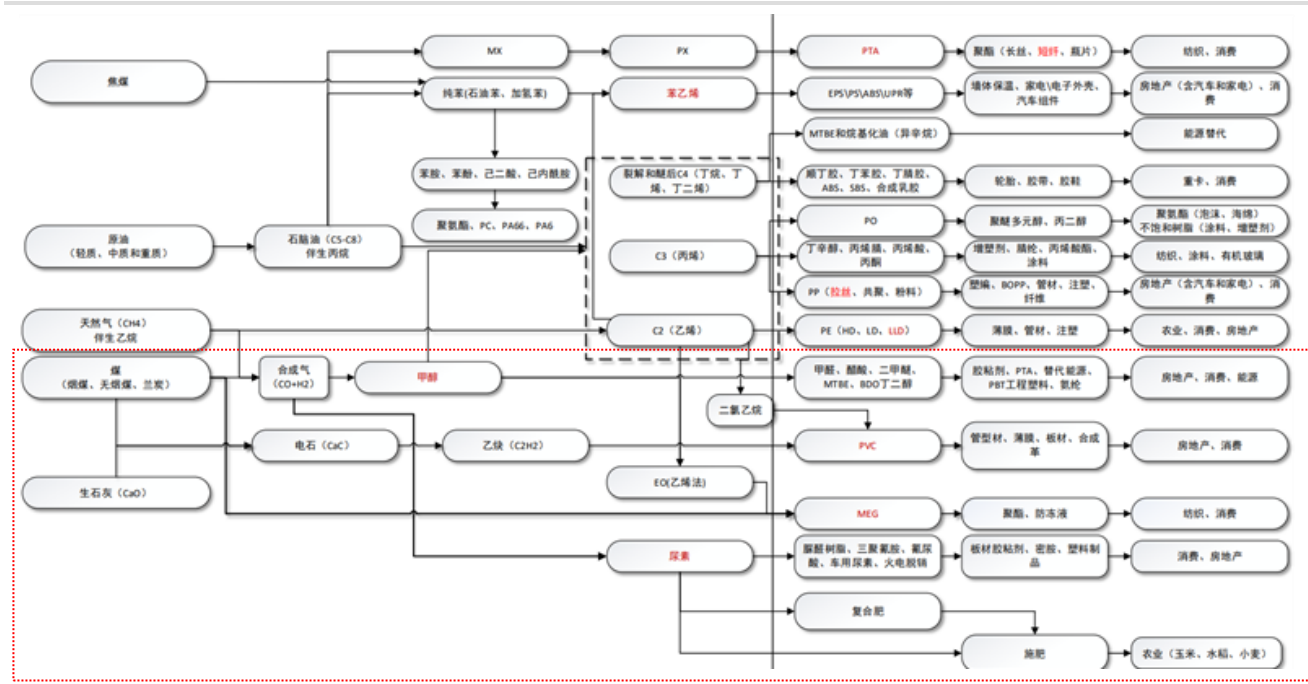 MX
PX
PTA
聚酯（长丝、短纤、瓶片）
纺织、消费
焦煤
纯苯(石油苯、加氢苯)
苯乙烯
EPS\PS\ABS\UPR等
墙体保温、家电\电子外壳、
汽车组件
房地产（含汽车和家电）、消
费
MTBE和烷基化油（异辛烷）
能源替代
苯胺、苯酚、己二酸、己内酰胺
裂解和醚后C4（丁烷、丁
烯、丁二烯）
顺丁胶、丁苯胶、丁腈胶、
ABS、SBS、合成乳胶
轮胎、胶带、胶鞋
重卡、消费
聚氨酯、PC、PA66、PA6
PO
聚醚多元醇、丙二醇
聚氨酯（泡沫、海绵）
不饱和树脂（涂料、增塑剂）
原油
（轻质、中质和重质）
石脑油（C5-C8）
伴生丙烷
C3（丙烯）
丁辛醇、丙烯腈、丙烯酸、
丙酮
增塑剂、腈纶、丙烯酸酯、
涂料
纺织、涂料、有机玻璃
PP（拉丝、共聚、粉料）
塑编、BOPP、管材、注塑、
纤维
房地产（含汽车和家电）、消
费
天然气（CH4）
伴生乙烷
C2（乙烯）
PE（HD、LD、LLD）
薄膜、管材、注塑
农业、消费、房地产
煤
（烟煤、无烟煤、兰炭）
合成气
（CO+H2）
甲醇
甲醛、醋酸、二甲醚、
MTBE、BDO丁二醇
胶粘剂、PTA、替代能源、
PBT工程塑料、氨纶
房地产、消费、能源
二氯乙烷
电石（CaC）
乙炔（C2H2）
PVC
管型材、薄膜、板材、合成
革
房地产、消费
生石灰（CaO）
EO(乙烯法)
MEG
聚酯、防冻液
纺织、消费
尿素
脲醛树脂、三聚氰胺、氰尿
酸、车用尿素、火电脱硝
板材胶粘剂、密胺、塑料制
品
消费、房地产
复合肥
施肥
农业（玉米、水稻、小麦）